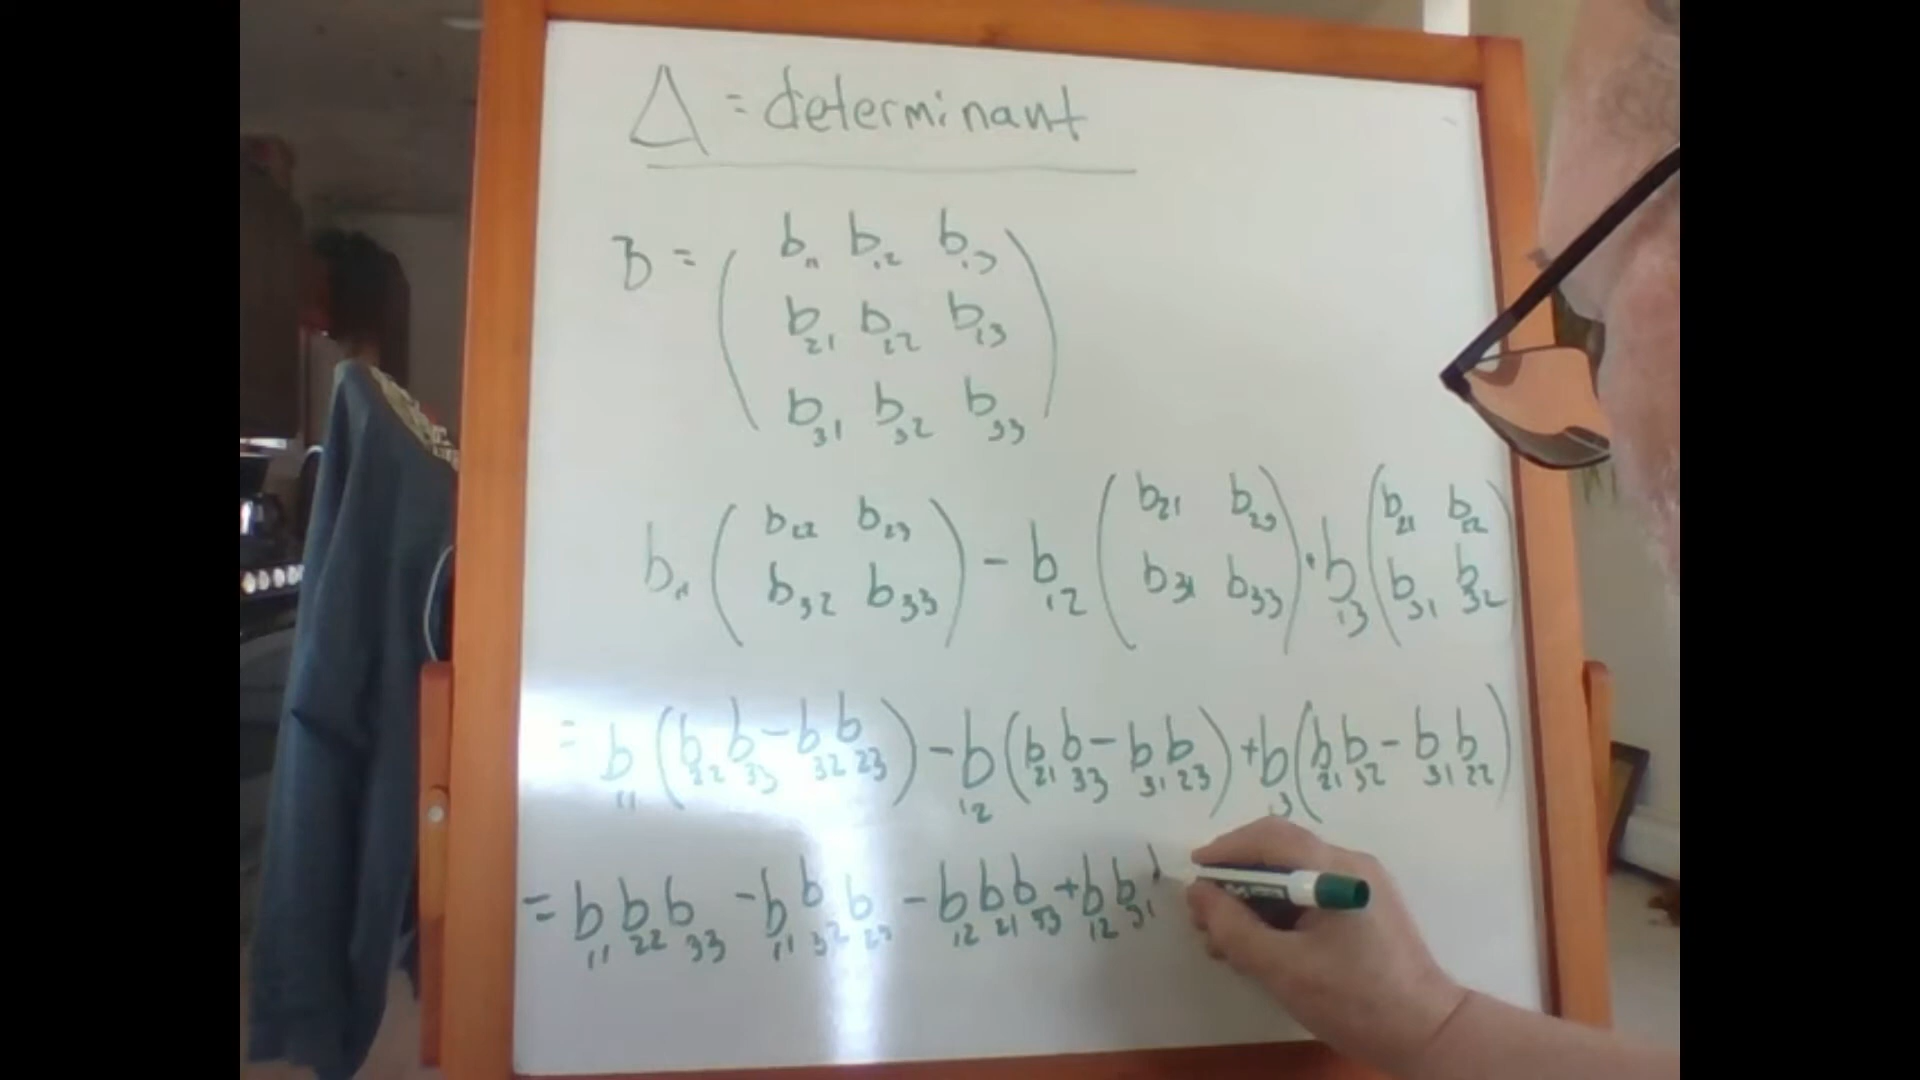 Δ = determinant
B = ( b₁₁ b₁₂ b₁₃
b₂₁ b₂₂ b₂₃
b₃₁ b₃₂ b₃₃ )
b₁₁ ( b₂₂ b₂₃ b₃₂ b₃₃ ) - b₁₂ ( b₂₁ b₂₃ b₃₁ b₃₃ ) + b₁₃ ( b₂₁ b₂₂ b₃₁ b₃₂ )
= b₁₁ ( b₂₂ b₃₃ - b₃₂ b₂₃ ) - b₁₂ ( b₂₁ b₃₃ - b₃₁ b₂₃ ) + b₁₃ ( b₂₁ b₃₂ - b₃₁ b₂₂ )
= b₁₁ b₂₂ b₃₃ - b₁₁ b₃₂ b₂₃ - b₁₂ b₂₁ b₃₃ + b₁₂ b₃₁